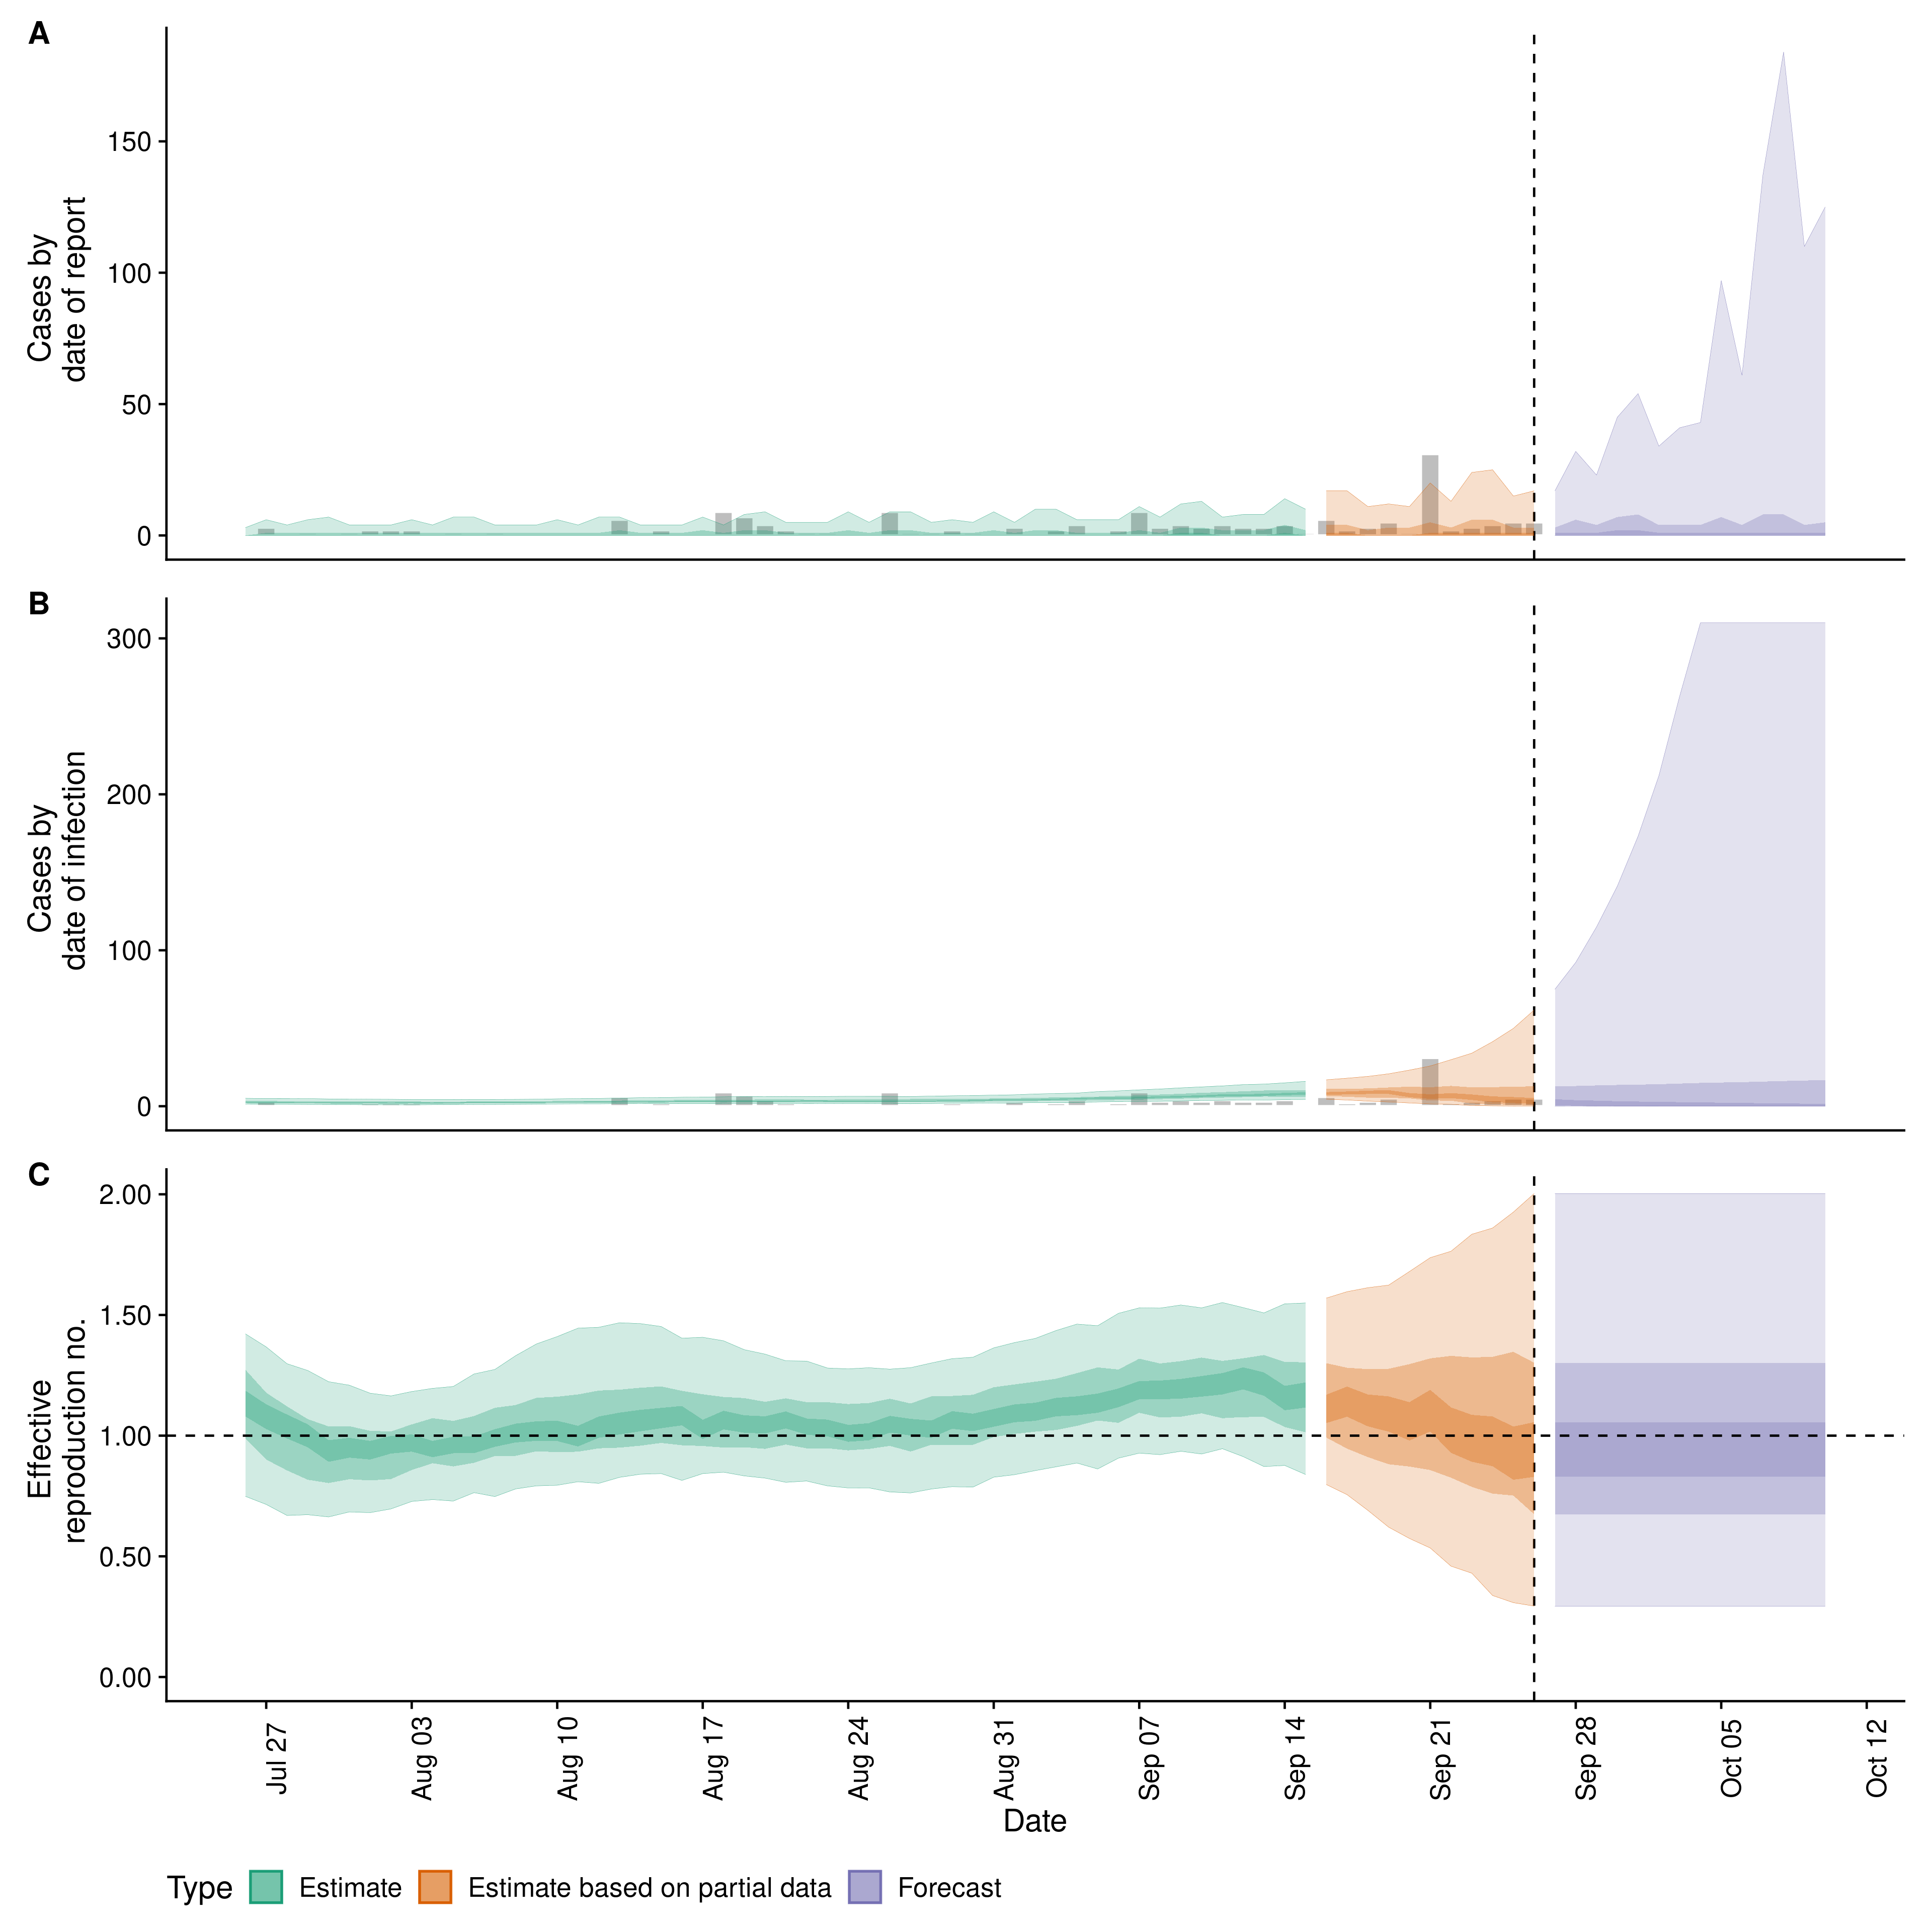 A
Cases by
date of report
150
100
50
0
B
Cases by
date of infection
300
200
100
0
C
Effective
reproduction no.
2.00
1.50
1.00
0.50
0.00
Jul 27
Aug 03
Aug 10
Aug 17
Aug 24
Aug 31
Sep 07
Sep 14
Sep 21
Sep 28
Oct 05
Oct 12
Date
Type Estimate Estimate based on partial data Forecast